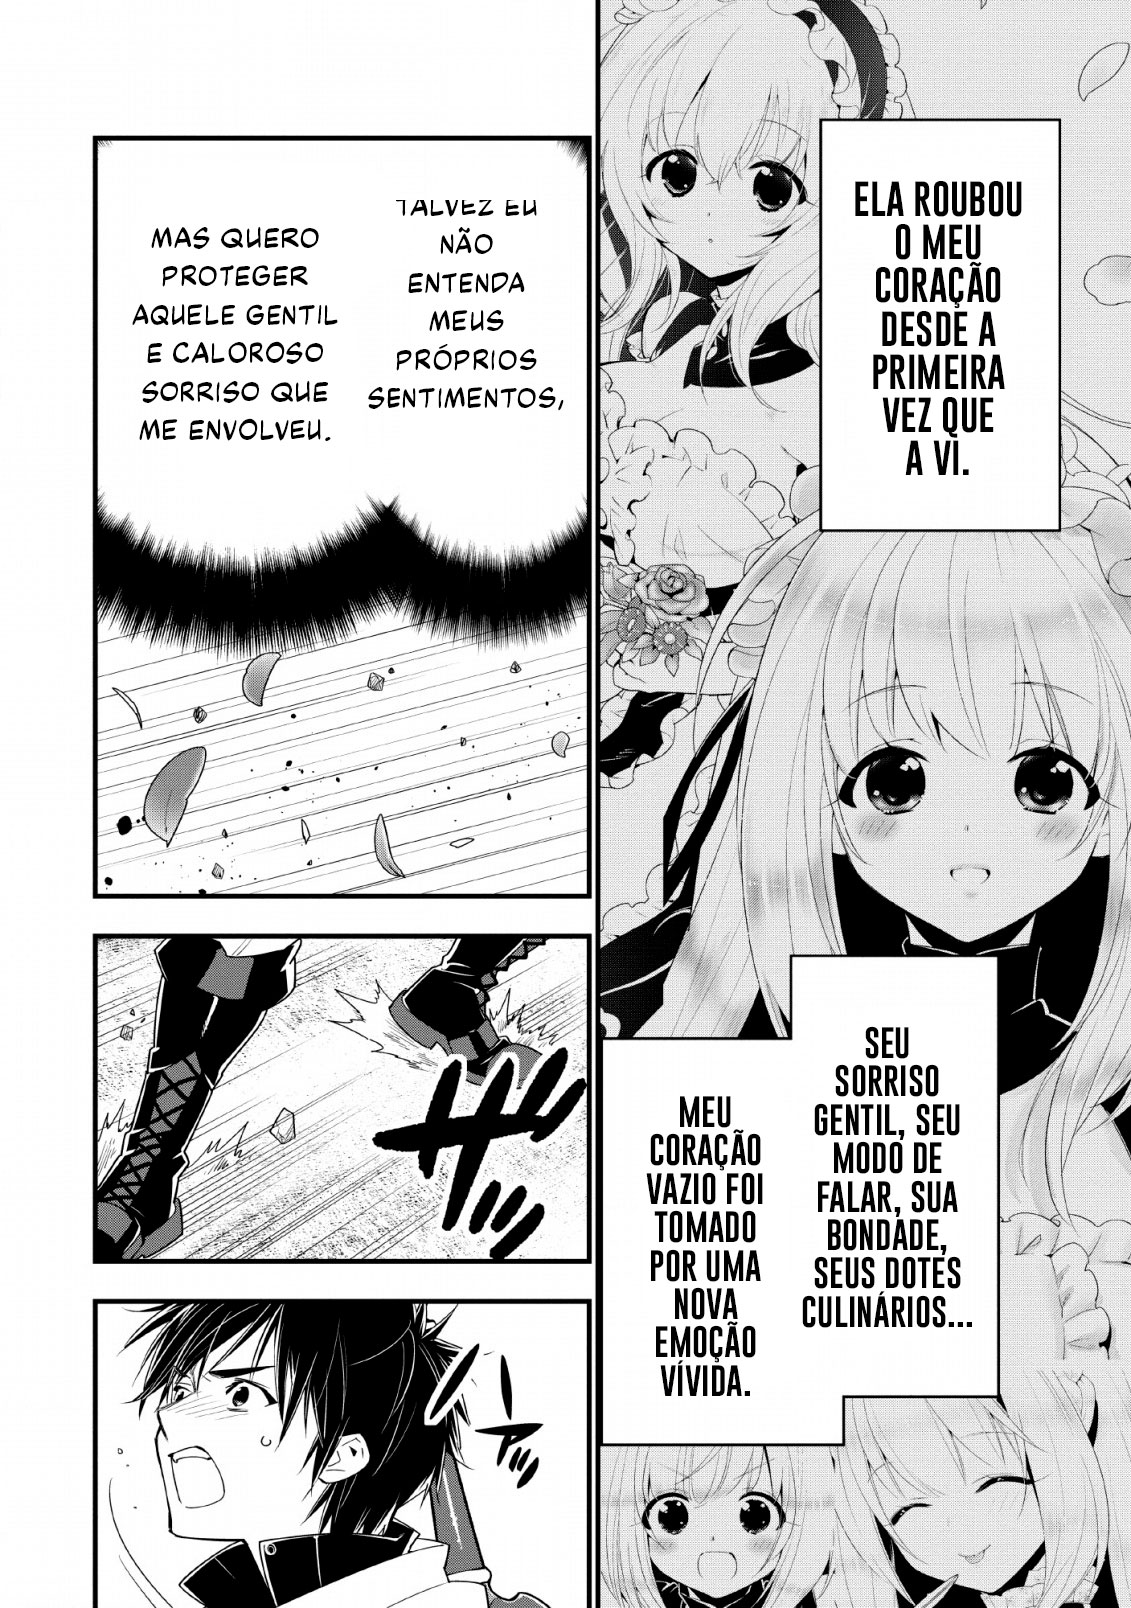 ELA ROUBOU
O MEU
CORAÇÃO
DESDE A
PRIMEIRA
VEZ QUE
A VI.
SEU
SORRISO
GENTIL, SEU
MODO DE
FALAR, SUA
BONDADE,
SEUS DOTES
CULINÁRIOS...
MEU
CORAÇÃO
VAZIO FOI
TOMADO
POR UMA
NOVA
EMOÇÃO
VÍVIDA.
TALVEZ EU
NÃO
ENTENDA
MEUS
PRÓPRIOS
SENTIMENTOS,
MAS QUERO
PROTEGER
AQUELE GENTIL
E CALOROSO
SORRISO QUE
ME ENVOLVEU.